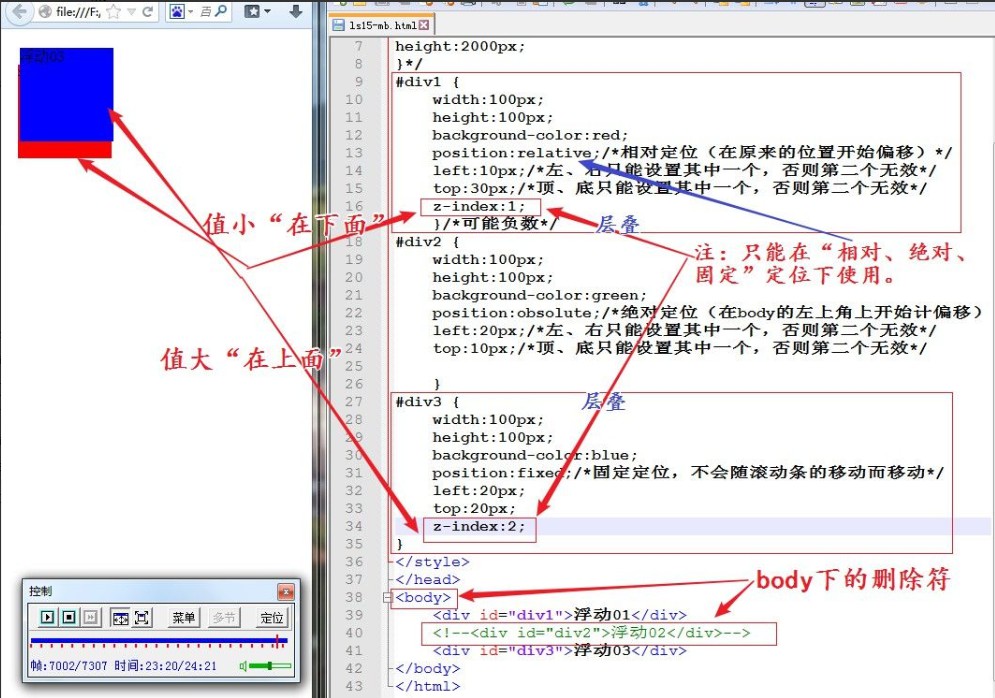 file:///F:
百
ls15-mb.html
7 height:2000px;
8 }*/
9 #div1 {
10 width:100px;
11 height:100px;
12 background-color:red;
13 position:relative;/*相对定位（在原来的位置开始偏移）*/
14 left:10px;/*左、右只能设置其中一个，否则第二个无效*/
15 top:30px;/*顶、底只能设置其中一个，否则第二个无效*/
16 z-index:1;
17 }/*可能负数*/
18 #div2 {
19 width:100px;
20 height:100px;
21 background-color:green;
22 position:obsolute;/*绝对定位（在body的左上角上开始计偏移）
23 left:20px;/*左、右只能设置其中一个，否则第二个无效*/
24 top:10px;/*顶、底只能设置其中一个，否则第二个无效*/
25
26 }
27 #div3 {
28 width:100px;
29 height:100px;
30 background-color:blue;
31 position:fixed;/*固定定位，不会随滚动条的移动而移动*/
32 left:20px;
33 top:20px;
34 z-index:2;
35 }
36 </style>
37 </head>
38 <body>
39 <div id="div1">浮动01</div>
40 <!--<div id="div2">浮动02</div>-->
41 <div id="div3">浮动03</div>
42 </body>
43 </html>
值小“在下面”
值大“在上面”
层叠
注：只能在“相对、绝对、
固定”定位下使用。
层叠
body下的删除符
控制
菜单 多节 定位
帧:7002/7307 时间:23:20/24:21